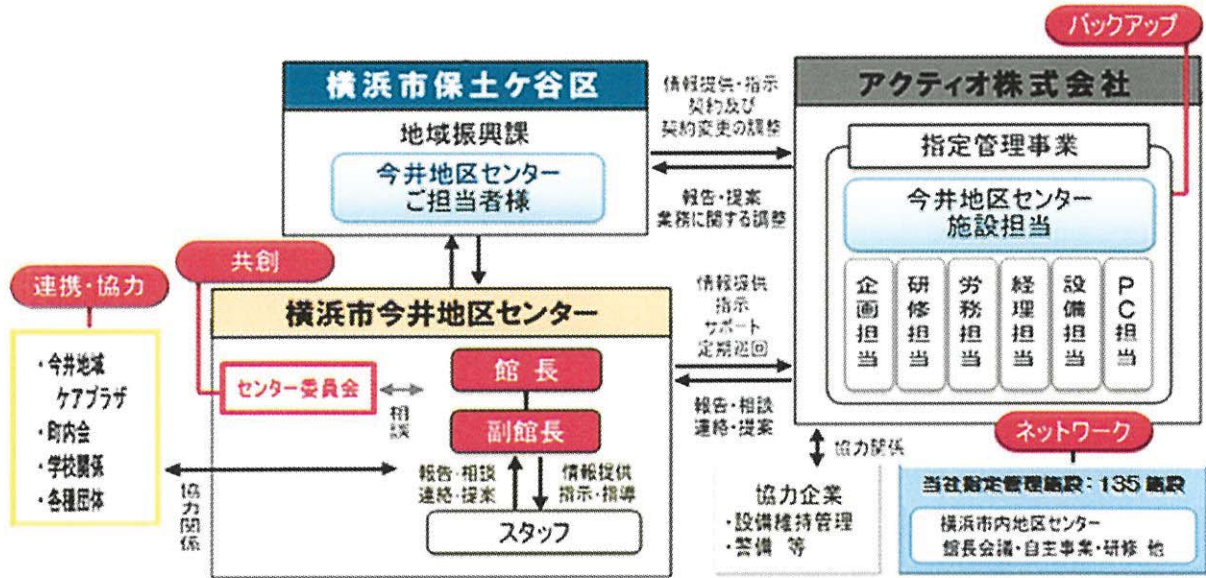 バックアップ
横浜市保土ケ谷区
地域振興課
今井地区センター
ご担当者様
情報提供・指示
契約及び
契約変更の調整
報告・提案
業務に関する調整
アクティオ株式会社
指定管理事業
今井地区センター
施設担当
企画担当
研修担当
労務担当
経理担当
設備担当
PC担当
共創
連携・協力
・今井地域
ケアプラザ
・町内会
・学校関係
・各種団体
協力関係
横浜市今井地区センター
センター委員会
相談
館長
副館長
報告・相談
連絡・提案
情報提供
指示・指導
スタッフ
情報提供
指示
サポート
定期巡回
報告・相談
連絡・提案
協力関係
協力企業
・設備維持管理
・警備 等
ネットワーク
当社指定管理施設：135施設
横浜市内地区センター
館長会議・自主事業・研修 他